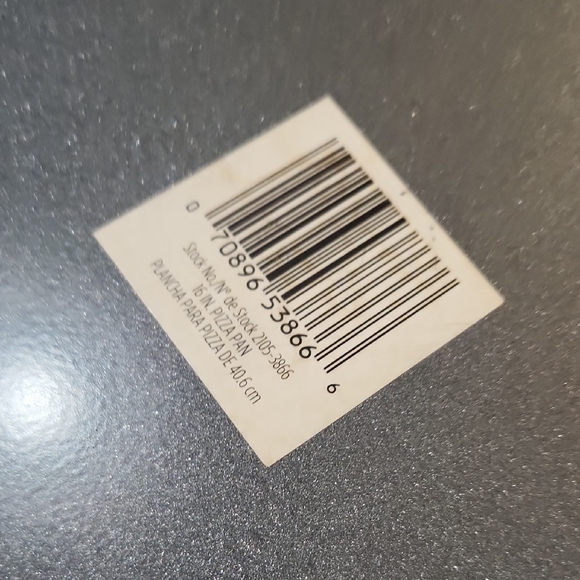 0 70896 53866 6
Stock No./N° de Stock 2105-3866
16 IN. PIZZA PAN
PLANCHA PARA PIZZA DE 40.6 cm